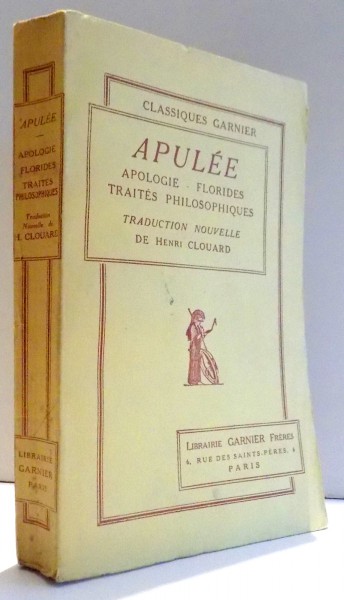 APULÉE
APOLOGIE
FLORIDES
TRAITÉS
PHILOSOPHIQUES
Traduction
Nouvelle de
H. CLOUARD
LIBRAIRIE
GARNIER
PARIS
CLASSIQUES GARNIER
APULÉE
APOLOGIE . FLORIDES
TRAITÉS PHILOSOPHIQUES
TRADUCTION NOUVELLE
DE HENRI CLOUARD
LIBRAIRIE GARNIER FRÈRES
6, RUE DES SAINTS-PÈRES, 6
PARIS